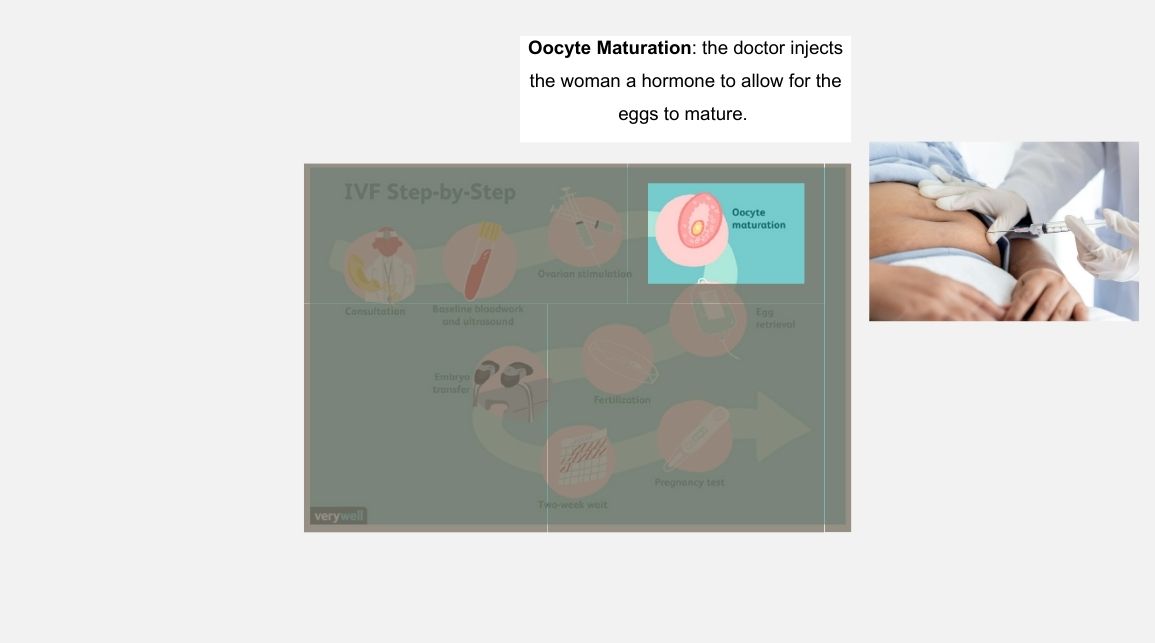 Oocyte Maturation: the doctor injects
the woman a hormone to allow for the
eggs to mature.
IVF Step-by-Step
Oocyte
maturation
Ovarian stimulation
Consultation
Baseline bloodwork
and ultrasound
Egg
retrieval
Embryo
transfer
Fertilization
Pregnancy test
Two-week wait
verywell